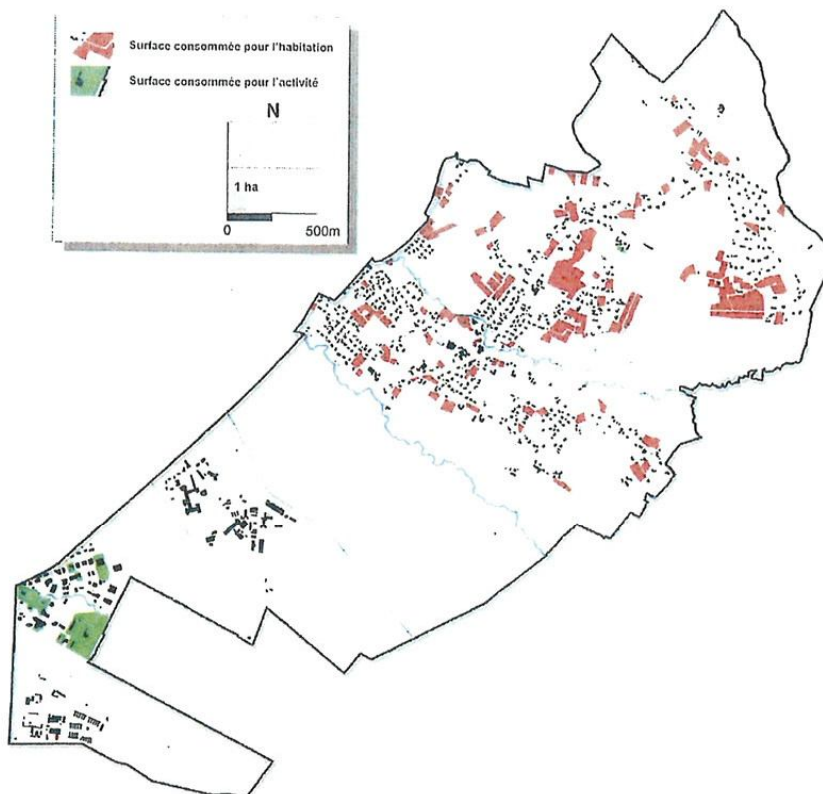 Surface consommée pour l'habitation
Surface consommée pour l'activité
N
1 ha
0 500m